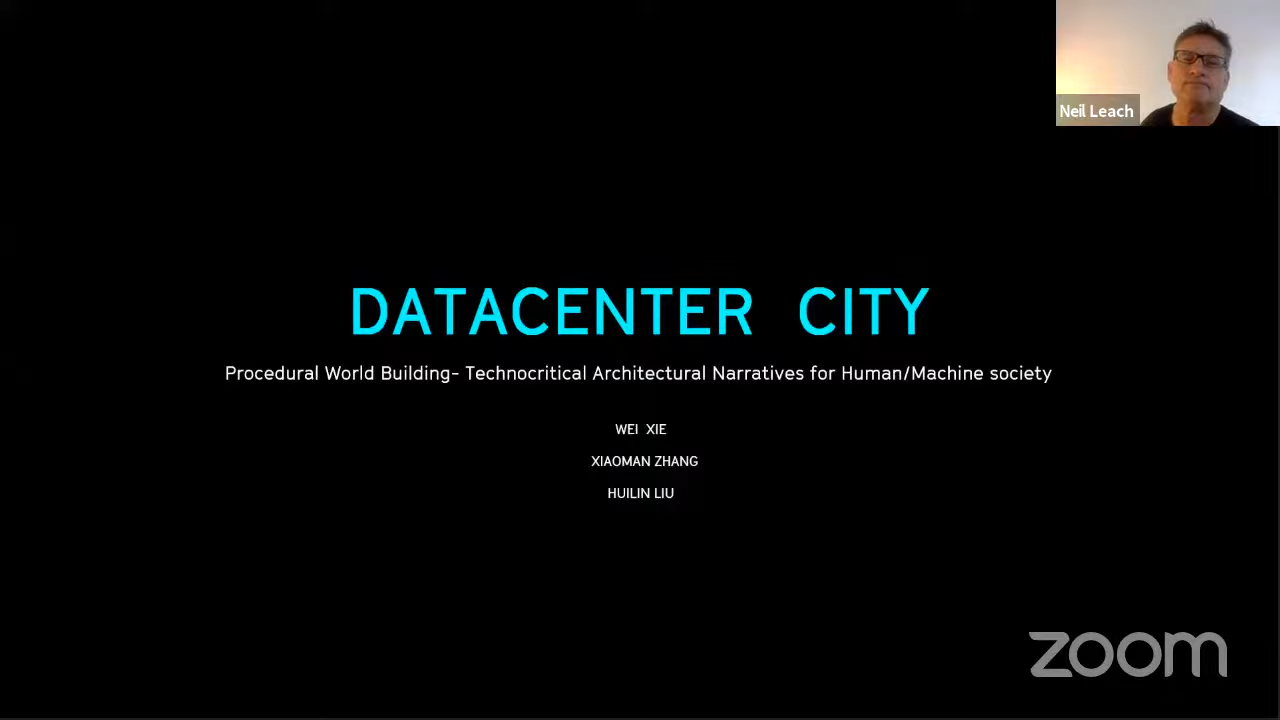 Neil Leach
DATACENTER CITY
Procedural World Building- Technocritical Architectural Narratives for Human/Machine society
WEI XIE
XIAOMAN ZHANG
HUILIN LIU
zoom